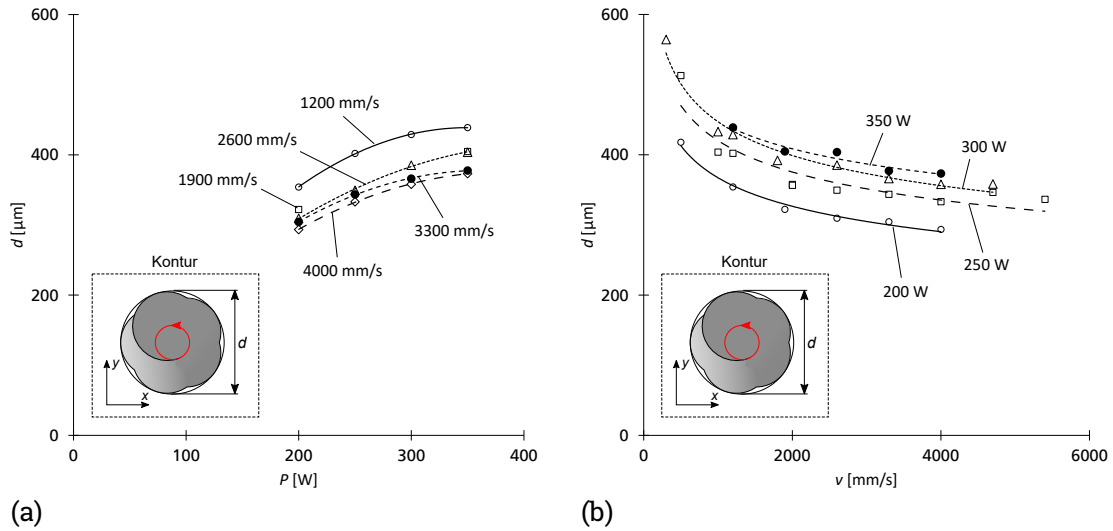 600
400
200
0
d [µm]
1200 mm/s
2600 mm/s
1900 mm/s
3300 mm/s
4000 mm/s
Kontur
d
y
x
0 100 200 300 400
P [W]
(a)
600
400
200
0
d [µm]
350 W
300 W
250 W
200 W
Kontur
d
y
x
0 2000 4000 6000
v [mm/s]
(b)